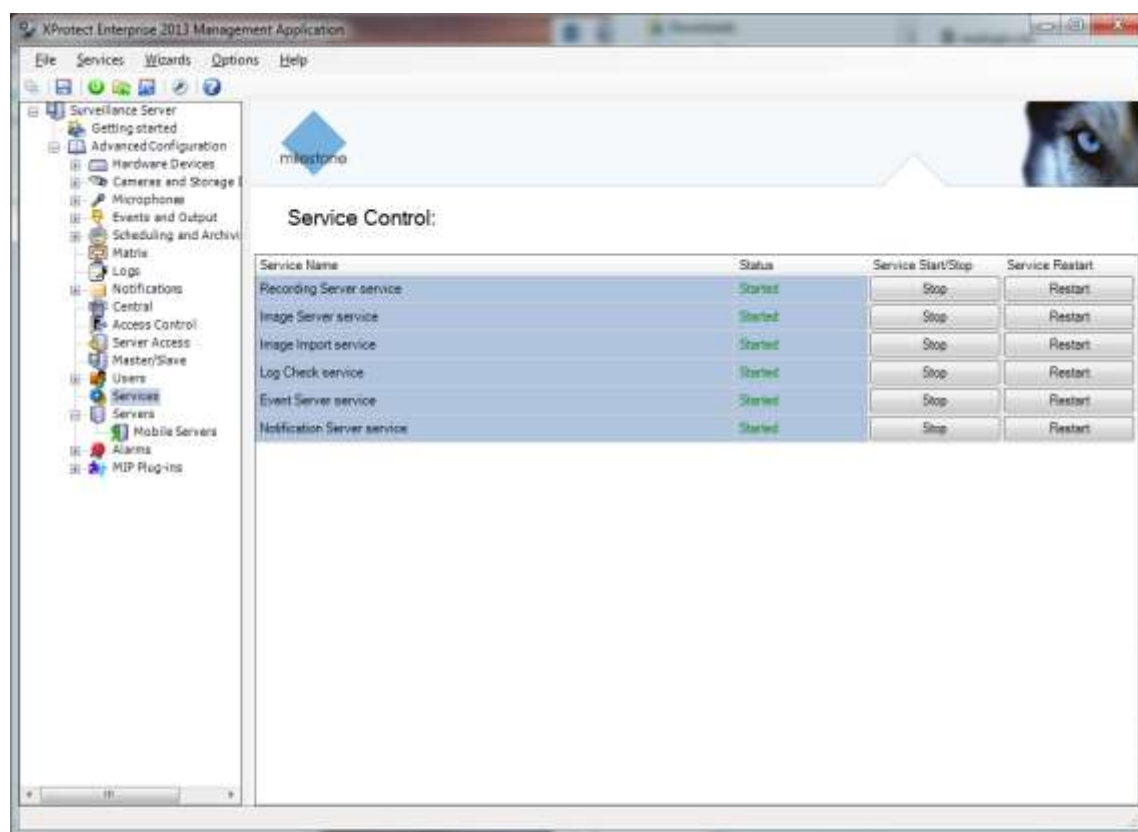 XProtect Enterprise 2013 Management Application
File Services Wizards Options Help
Surveillance Server
Getting started
Advanced Configuration
Hardware Devices
Cameras and Storage I
Microphones
Events and Output
Scheduling and Archivi
Matrix
Logs
Notifications
Central
Access Control
Server Access
Master/Slave
Users
Services
Servers
Mobile Servers
Alarms
MIP Plug-ins
milestone
Service Control:
Service Name Status Service Start/Stop Service Restart
Recording Server service Started Stop Restart
Image Server service Started Stop Restart
Image Import service Started Stop Restart
Log Check service Started Stop Restart
Event Server service Started Stop Restart
Notification Server service Started Stop Restart